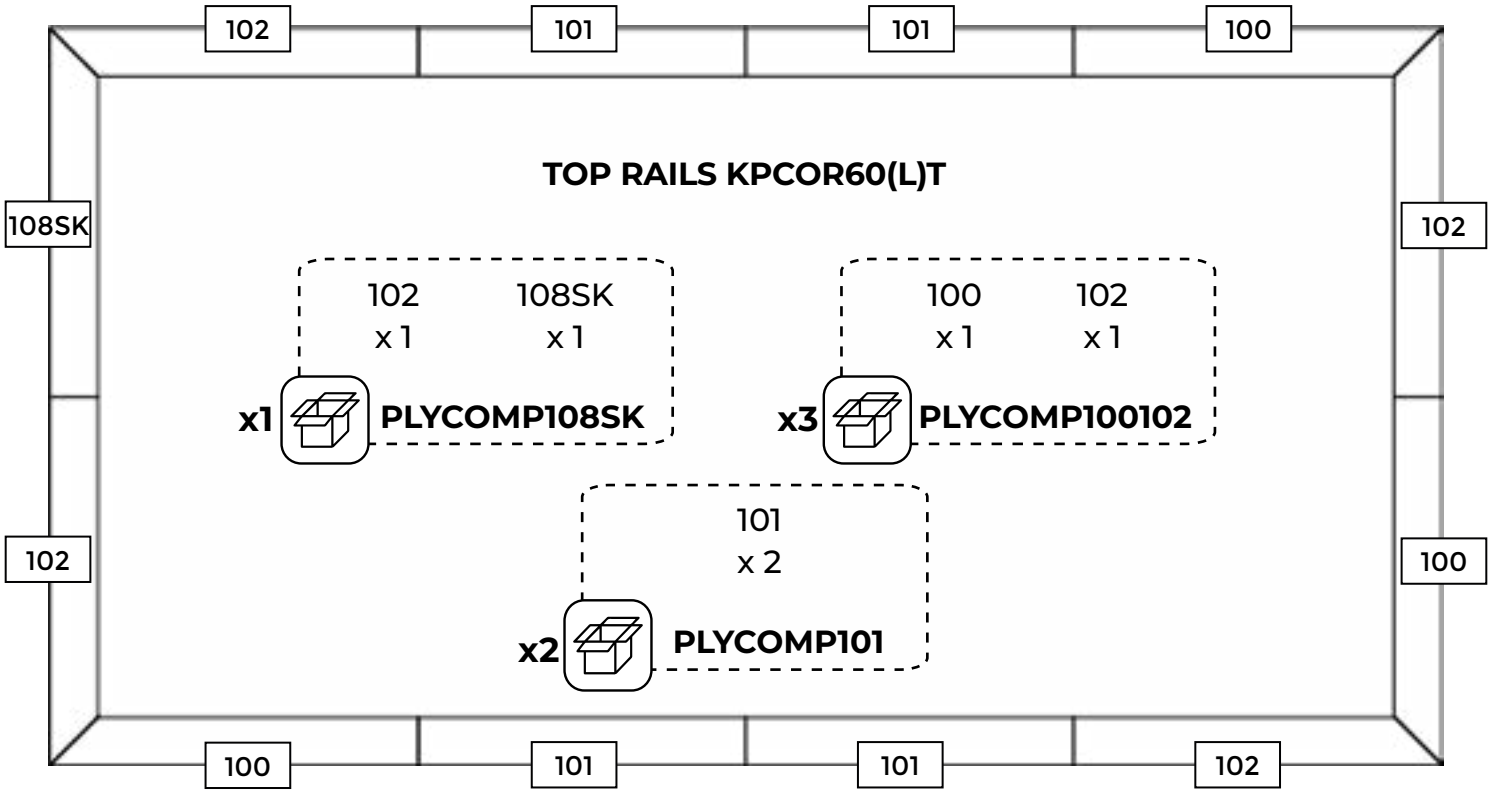 102 101 101 100
TOP RAILS KPCOR60(L)T
108SK
102
102 108SK
x 1 x 1
x1 PLYCOMP108SK
100 102
x 1 x 1
x3 PLYCOMP100102
101
x 2
x2 PLYCOMP101
102
100
100 101 101 102